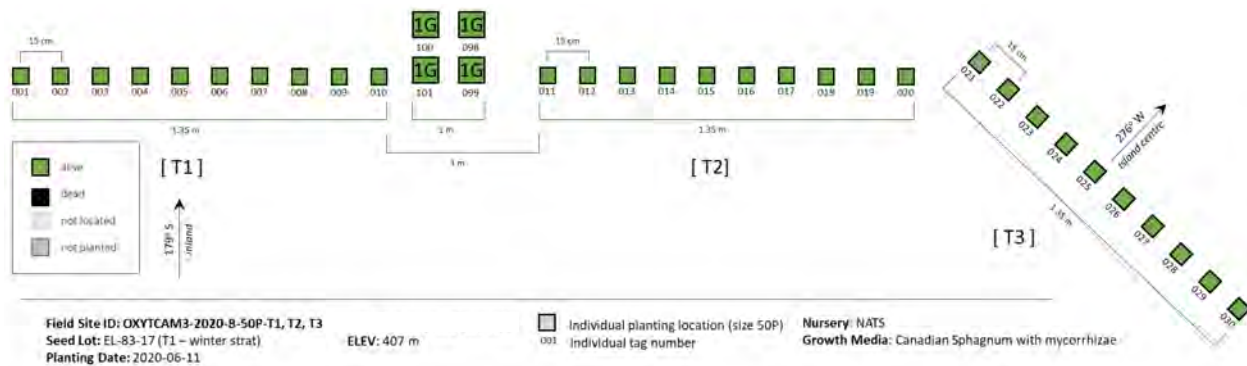 1G 1G
100 098
15 cm
1G 1G
001 002 003 004 005 006 007 008 009 010
101 099
1.35 m
1 m
3 m
[ T1 ]
15 cm
011 012 013 014 015 016 017 018 019 020
1.35 m
[ T2 ]
15 cm
021
022
023
024
025
026
027
028
029
030
1.35 m
276° W
island centre
[ T3 ]
alive
dead
not located
not planted
179° S
inland
Field Site ID: OXYTCAM3-2020-8-50P-T1, T2, T3
Seed Lot: EL-83-17 (T1 – winter strat)
ELEV: 407 m
Planting Date: 2020-06-11
Individual planting location (size 50P)
001 Individual tag number
Nursery: NATS
Growth Media: Canadian Sphagnum with mycorrhizae